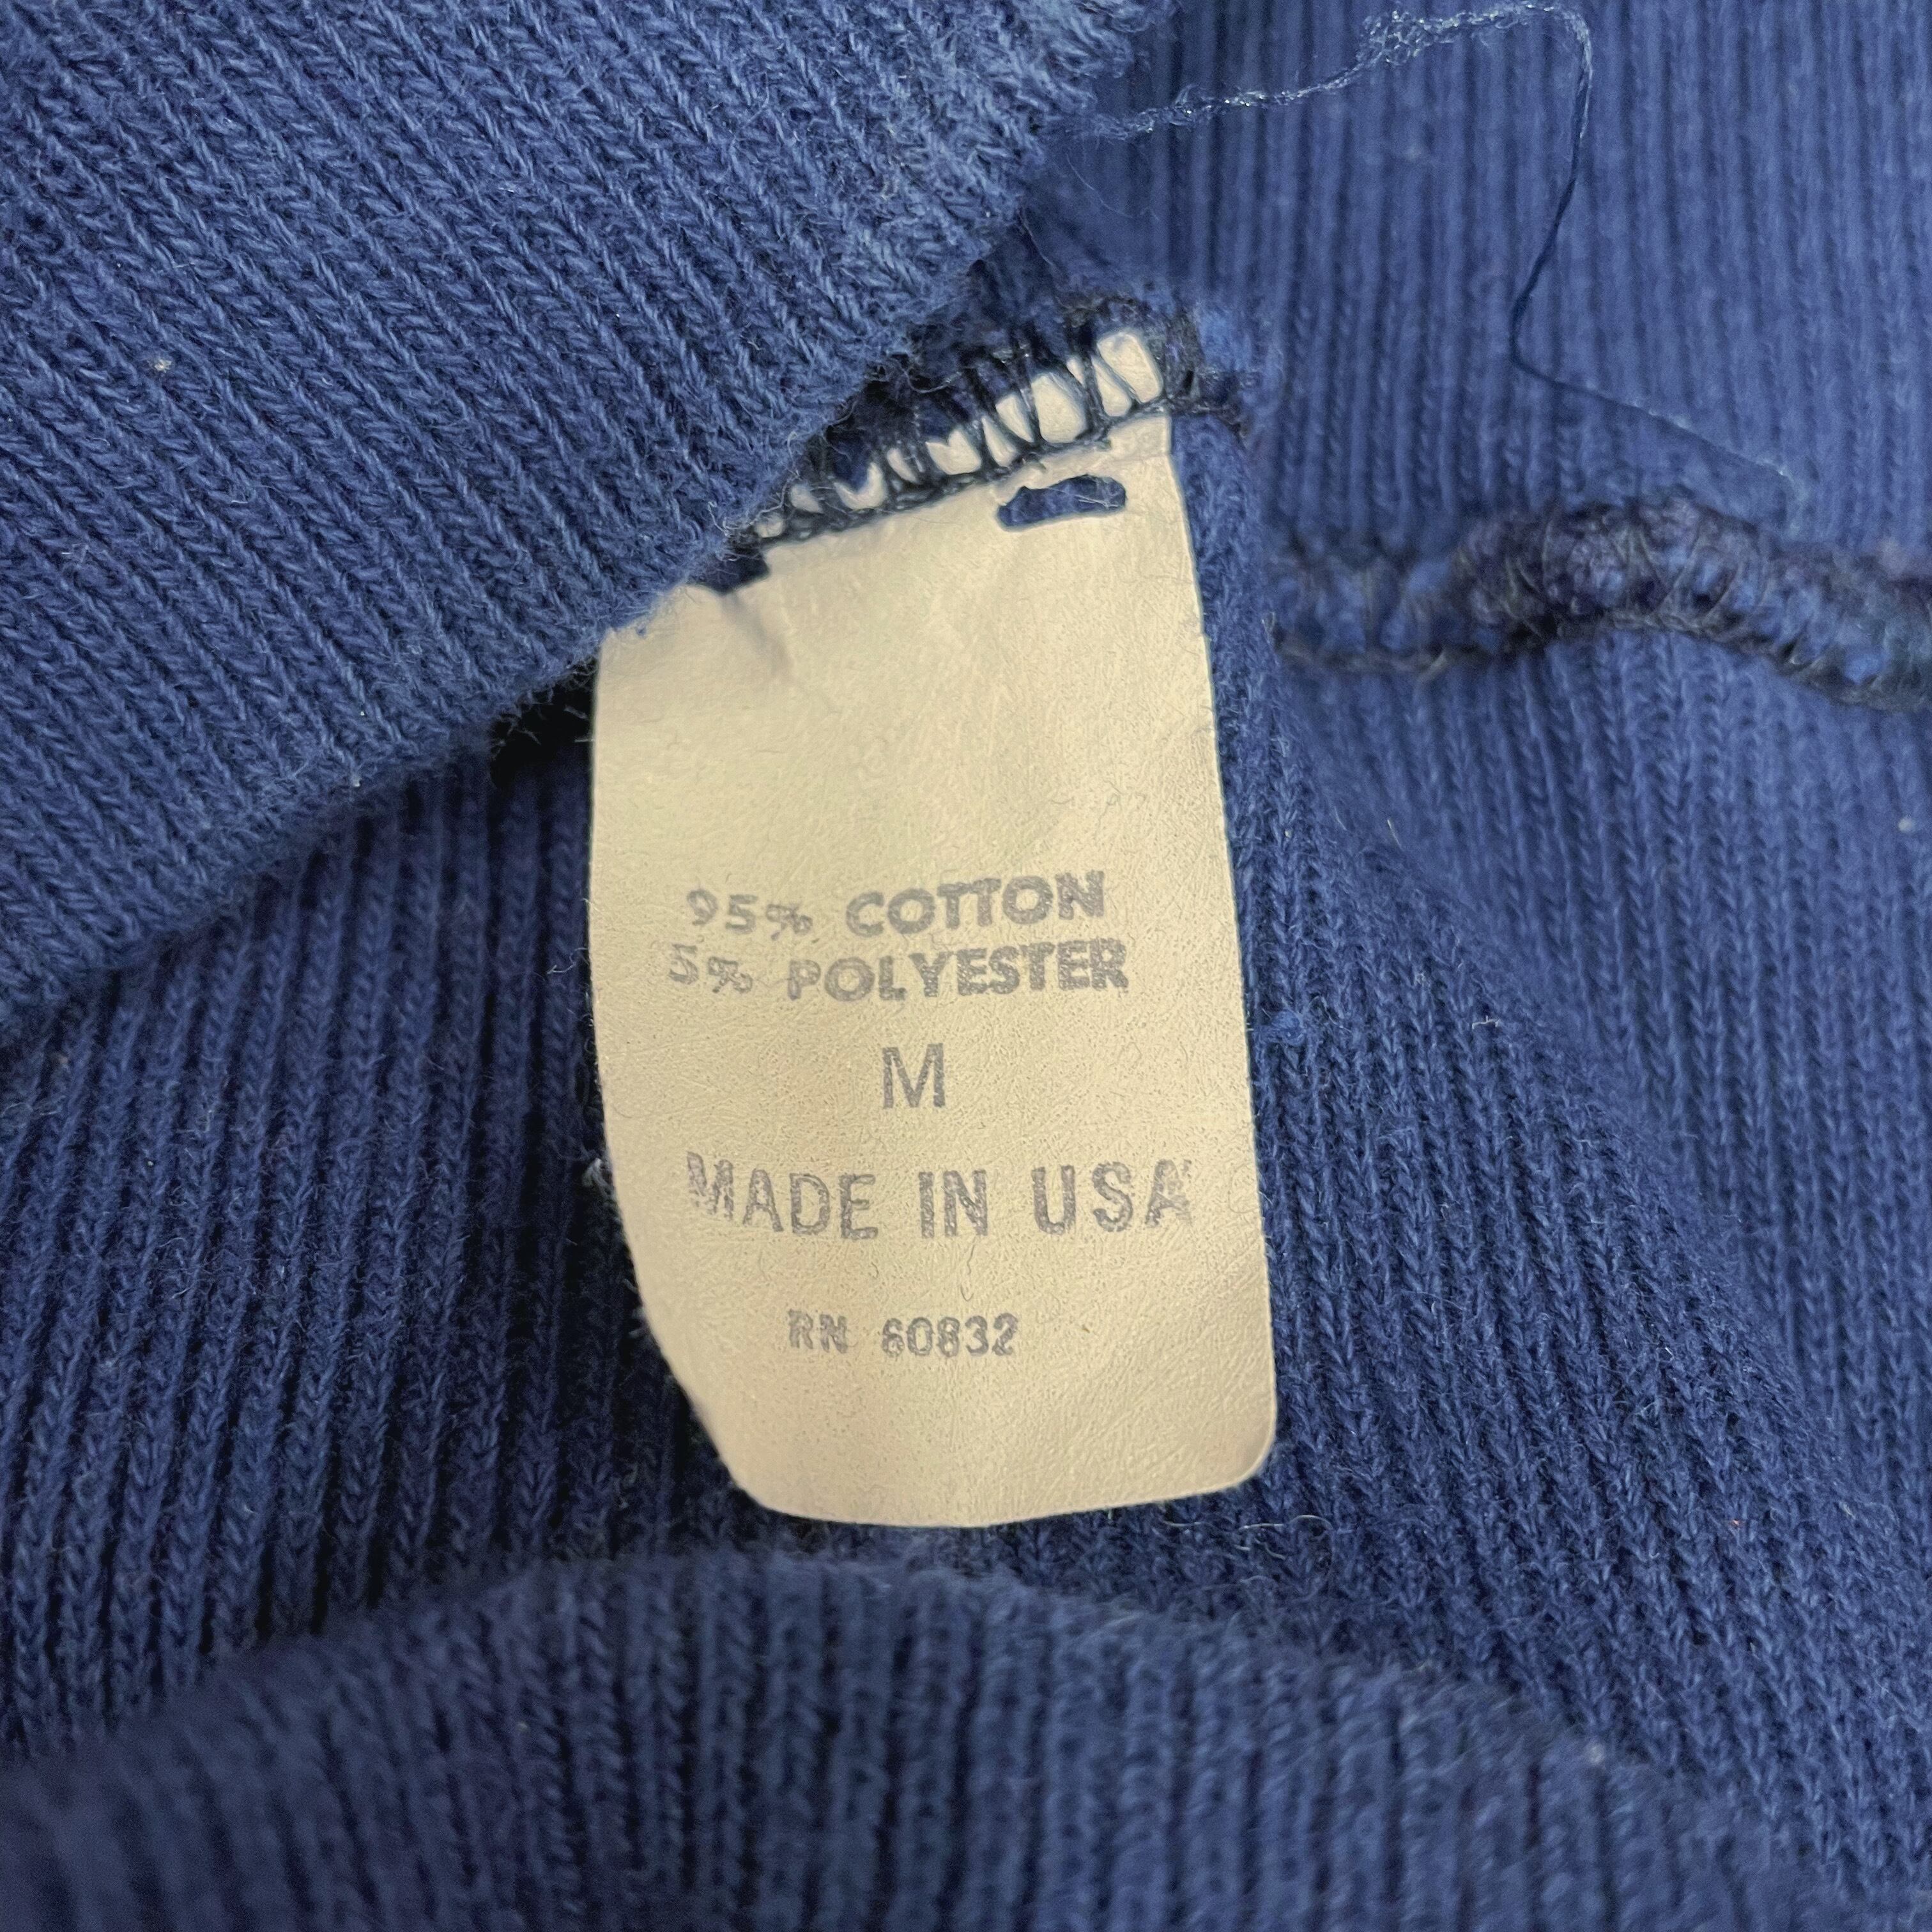 95% COTTON
5% POLYESTER
M
MADE IN USA
RN 60832